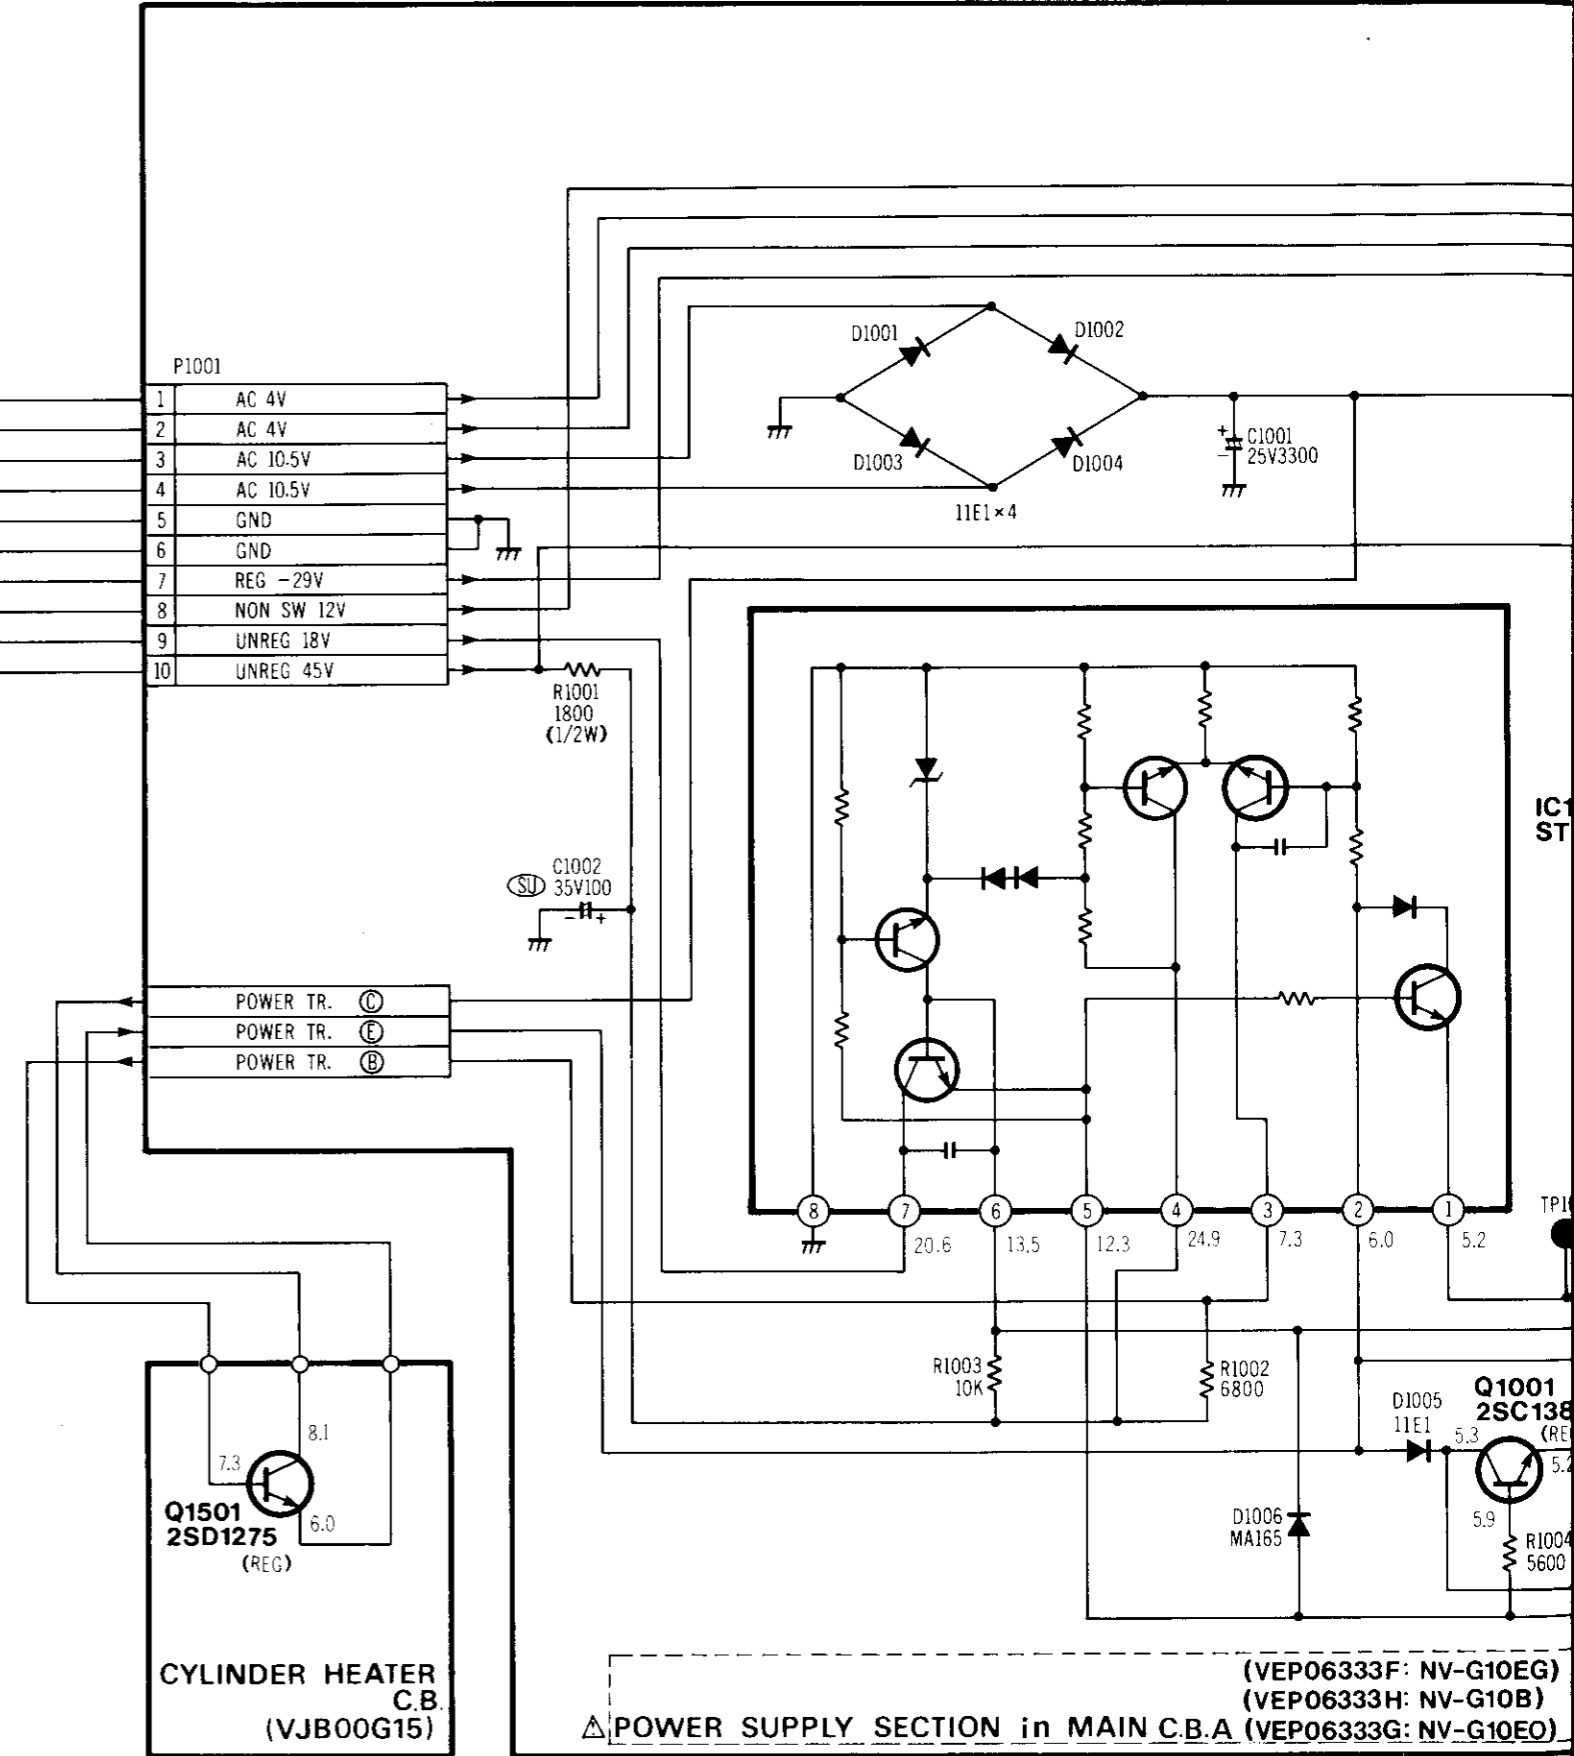 D1001
D1002
P1001
1 AC 4V
2 AC 4V
3 AC 10.5V
4 AC 10.5V
5 GND
6 GND
7 REG -29V
8 NON SW 12V
9 UNREG 18V
10 UNREG 45V
+
-
C1001
25V3300
D1003
D1004
11E1×4
R1001
1800
(1/2W)
IC1
ST
C1002
SU 35V100
- +
POWER TR. C
POWER TR. E
POWER TR. B
8 7 6 5 4 3 2 1
20.6 13.5 12.3 24.9 7.3 6.0 5.2
R1003
10K
R1002
6800
D1005
11E1
Q1001
2SC138
5.3
5.9
D1006
MA165
R1004
5600
8.1
7.3
6.0
Q1501
2SD1275
(REG)
CYLINDER HEATER
C.B.
(VJB00G15)
(VEP06333F: NV-G10EG)
(VEP06333H: NV-G10B)
⚠ POWER SUPPLY SECTION in MAIN C.B.A (VEP06333G: NV-G10EO)